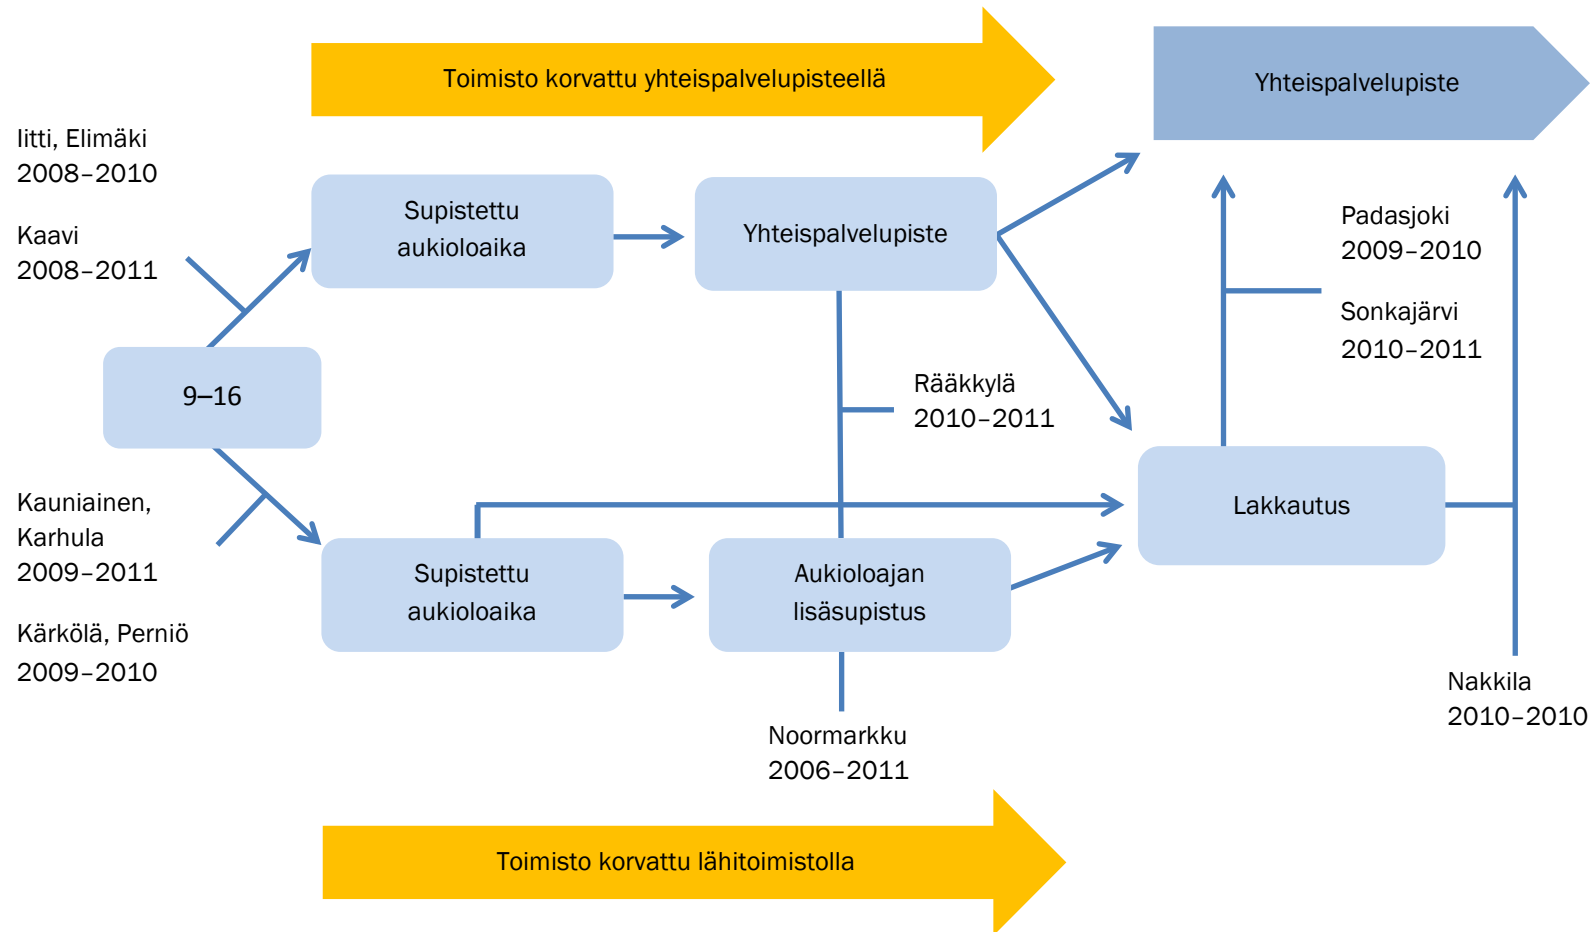 Toimisto korvattu yhteispalvelupisteellä
Yhteispalvelupiste
Iitti, Elimäki
2008–2010
Kaavi
2008–2011
Supistettu
aukioloaika
Yhteispalvelupiste
Padasjoki
2009–2010
Sonkajärvi
2010–2011
9–16
Rääkkylä
2010–2011
Kauniainen,
Karhula
2009–2011
Kärkölä, Perniö
2009–2010
Supistettu
aukioloaika
Aukioloajan
lisäsupistus
Lakkautus
Nakkila
2010–2010
Noormarkku
2006–2011
Toimisto korvattu lähitoimistolla